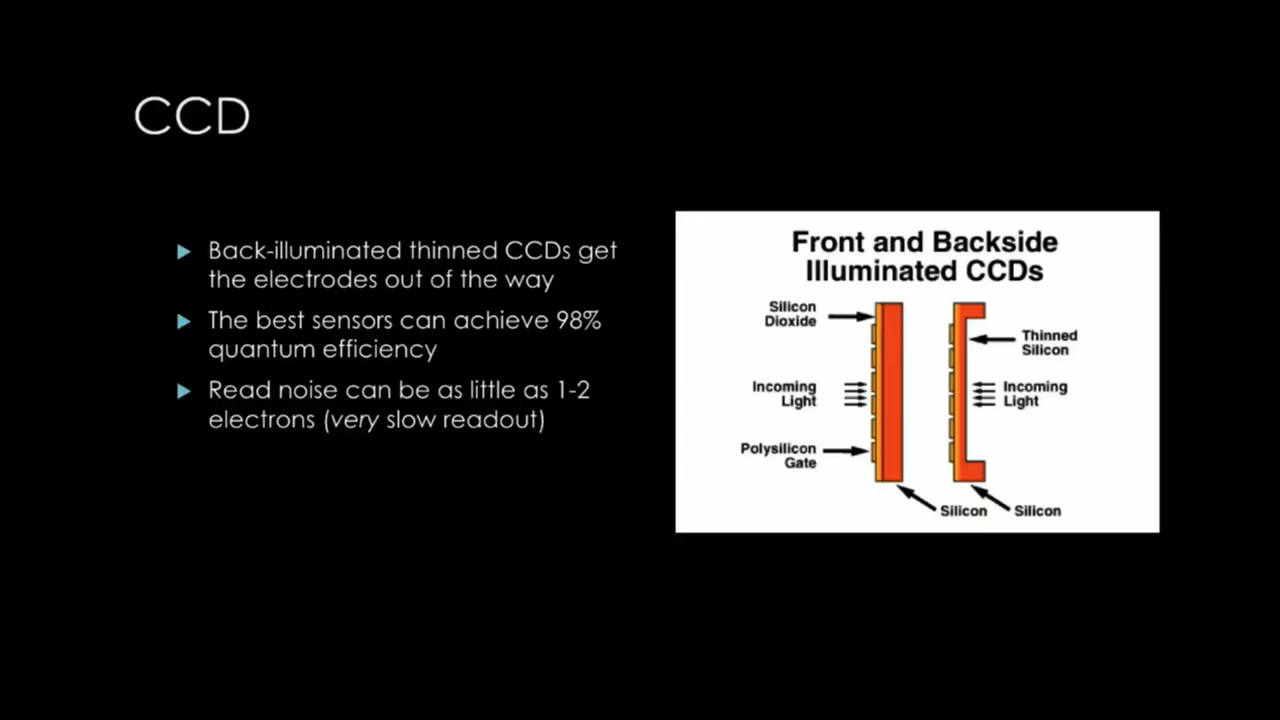 CCD
Back-illuminated thinned CCDs get
the electrodes out of the way
The best sensors can achieve 98%
quantum efficiency
Read noise can be as little as 1-2
electrons (very slow readout)
Front and Backside
Illuminated CCDs
Silicon
Dioxide
Thinned
Silicon
Incoming
Light
Incoming
Light
Polysilicon
Gate
Silicon
Silicon